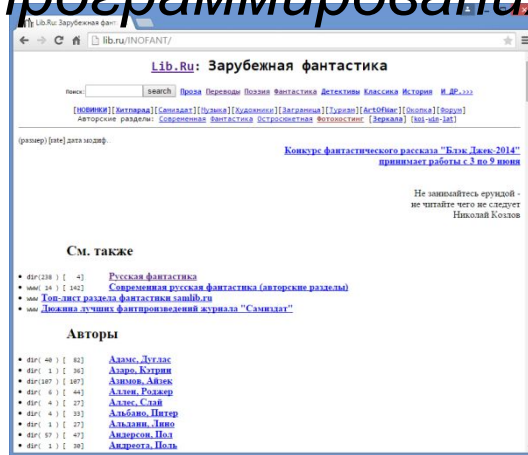 программирован
Lib.Ru: Зарубежная фант
lib.ru/INOFANT/
Lib.Ru: Зарубежная фантастика
Поиск: search Проза Переводы Поэзия Фантастика Детективы Классика История И ДР.>>>
[НОВИНКИ][Хитпарад][Самиздат][Музыка][Художники][Заграница][Туризм][ArtOfWar][Окопка][Форум]
Авторские разделы: Современная Фантастика Остросюжетная Фотохостинг [Зеркала] [koi-win-lat]
(размер) [rate] дата модиф.
Конкурс фантастического рассказа "Блэк Джек-2014"
принимает работы с 3 по 9 июня
Не занимайтесь ерундой -
не читайте чего не следует
Николай Козлов
См. также
dir(238 ) [ 4] Русская фантастика
www( 14 ) [ 142] Современная русская фантастика (авторские разделы)
www Топ-лист раздела фантастики samlib.ru
www Дюжина лучших фантпроизведений журнала "Самиздат"
Авторы
dir( 40 ) [ 82] Адамс, Дуглас
dir( 1 ) [ 36] Азаро, Кэтрин
dir(107 ) [ 107] Азимов, Айзек
dir( 6 ) [ 44] Аллен, Роджер
dir( 4 ) [ 27] Аллес, Слай
dir( 4 ) [ 33] Альбано, Питер
dir( 1 ) [ 27] Альдани, Лино
dir( 57 ) [ 47] Андерсон, Пол
dir( 1 ) [ 30] Андреота, Поль